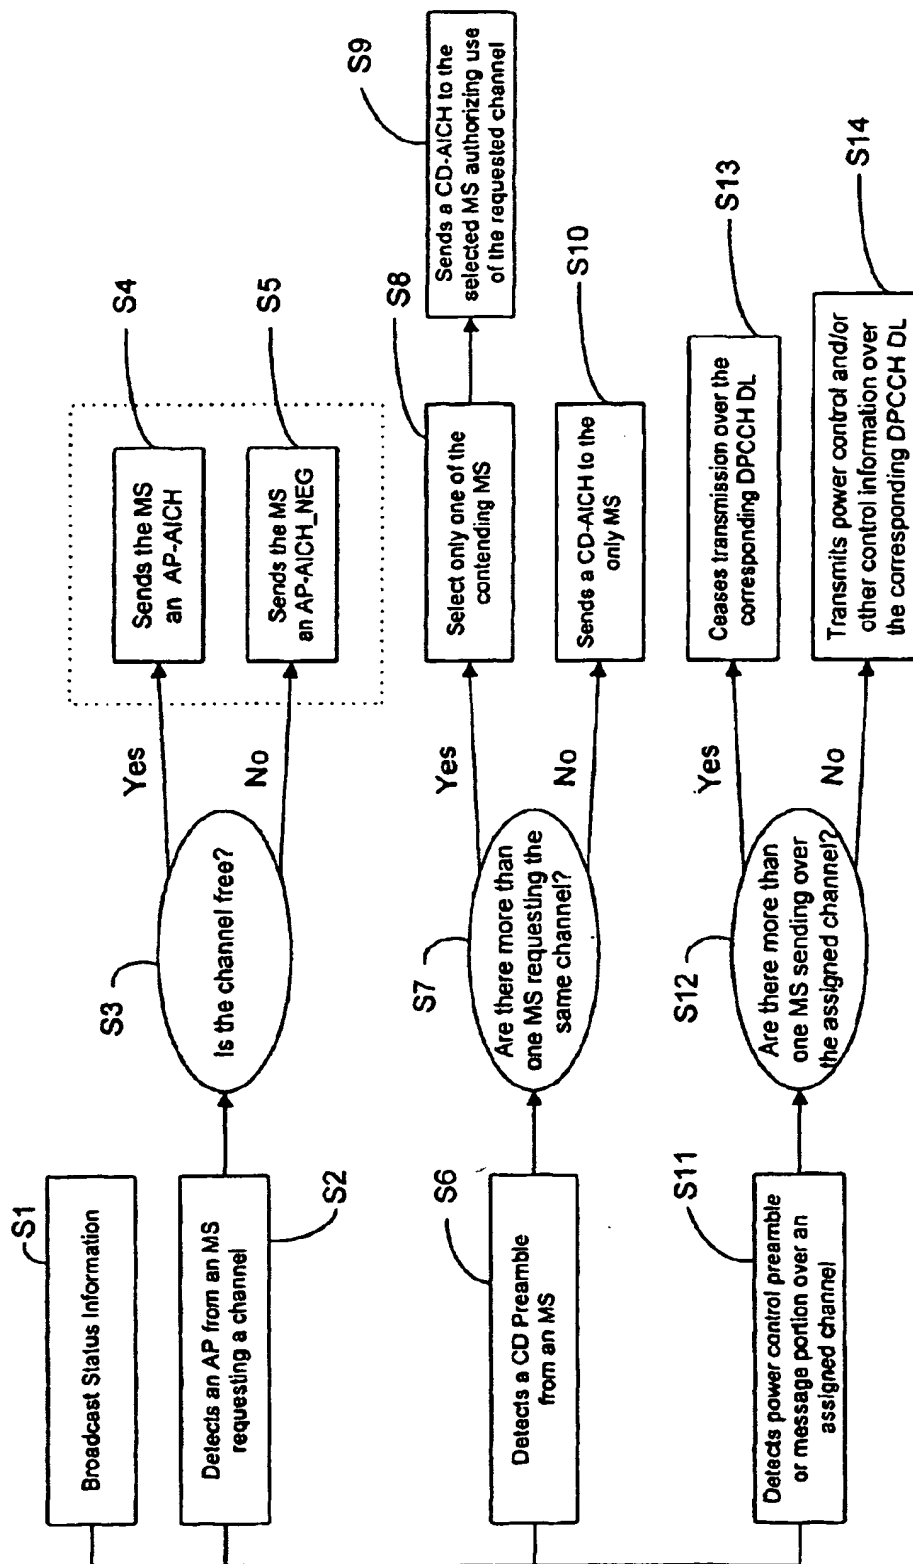 S1
Broadcast Status Information
Detects an AP from an MS
requesting a channel
S2
S3
Is the channel free?
Yes
No
S4
Sends the MS
an AP-AICH
S5
Sends the MS
an AP-AICH_NEG
S6
Detects a CD Preamble
from an MS
S7
Are there more than
one MS requesting the
same channel?
Yes
No
S8
Select only one of the
contending MS
S9
Sends a CD-AICH to the
selected MS authorizing use
of the requested channel
S10
Sends a CD-AICH to the
only MS
S11
Detects power control preamble
or message portion over an
assigned channel
S12
Are there more than
one MS sending over
the assigned channel?
Yes
No
S13
Ceases transmission over the
corresponding DPCCH DL
S14
Transmits power control and/or
other control information over
the corresponding DPCCH DL